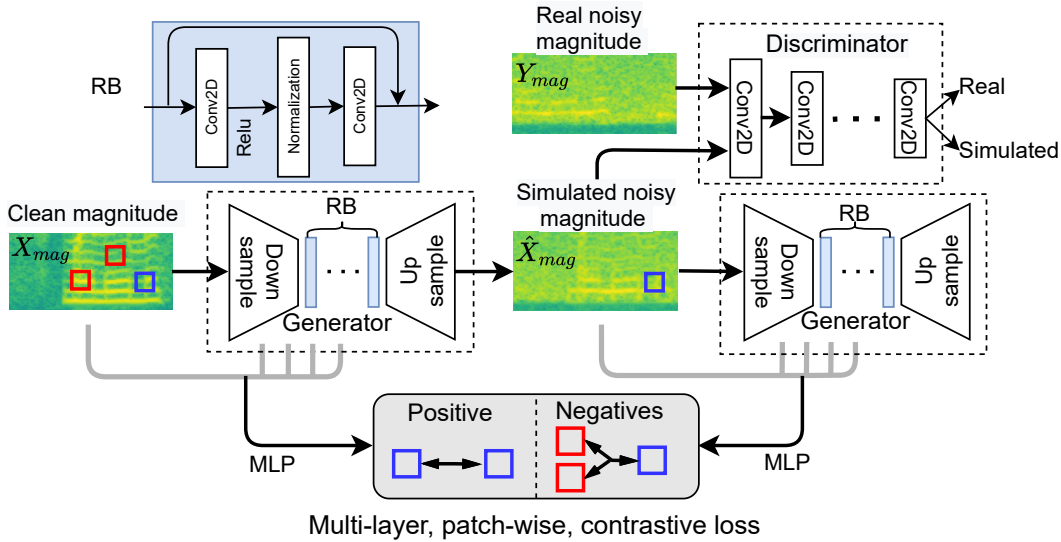 RB
Conv2D
Relu
Normalization
Conv2D
Real noisy
magnitude
Y_mag
Discriminator
Conv2D
Conv2D
. . .
Conv2D
Real
Simulated
Clean magnitude
X_mag
Down
sample
RB
. . .
Up
sample
Generator
Simulated noisy
magnitude
X̂_mag
Down
sample
RB
. . .
Up
sample
Generator
MLP
Positive
Negatives
MLP
Multi-layer, patch-wise, contrastive loss